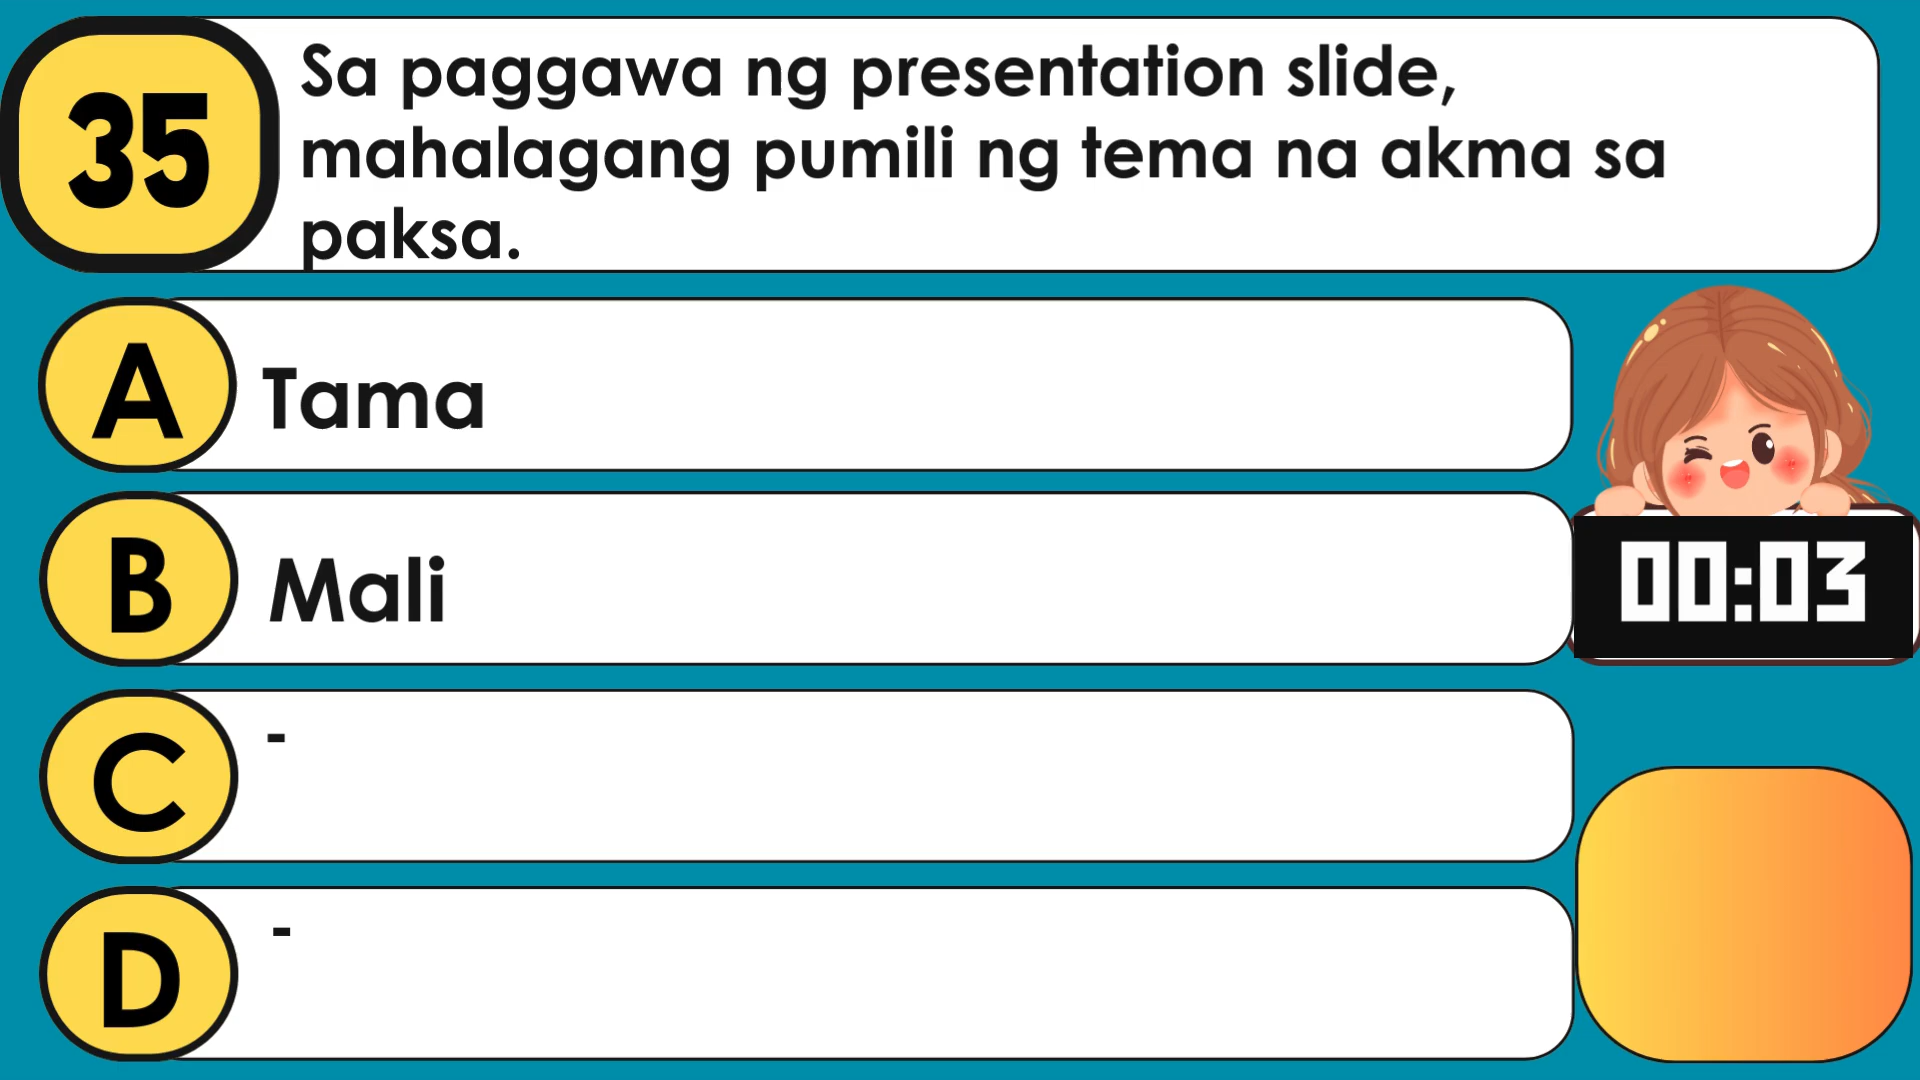 35
Sa paggawa ng presentation slide,
mahalagang pumili ng tema na akma sa
paksa.
A
Tama
B
Mali
00:03
C
-
D
-